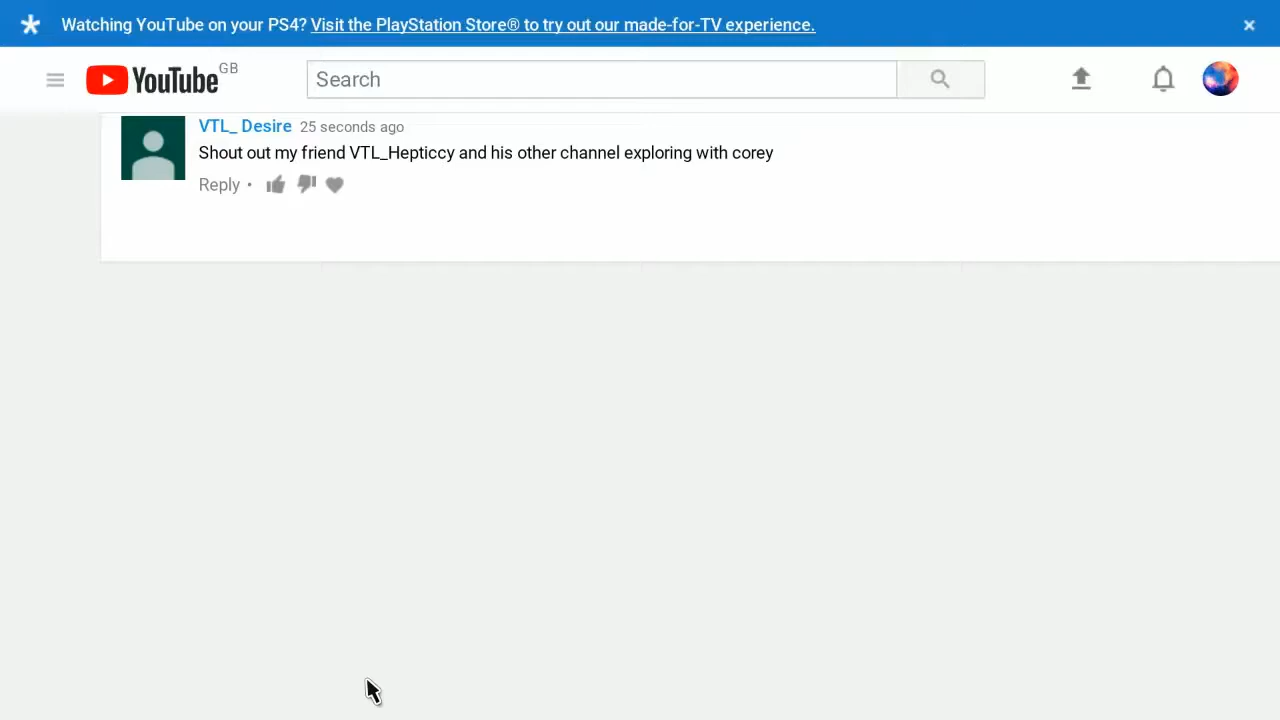 Watching YouTube on your PS4? Visit the PlayStation Store® to try out our made-for-TV experience.
YouTube GB
Search
VTL_ Desire 25 seconds ago
Shout out my friend VTL_Hepticcy and his other channel exploring with corey
Reply •